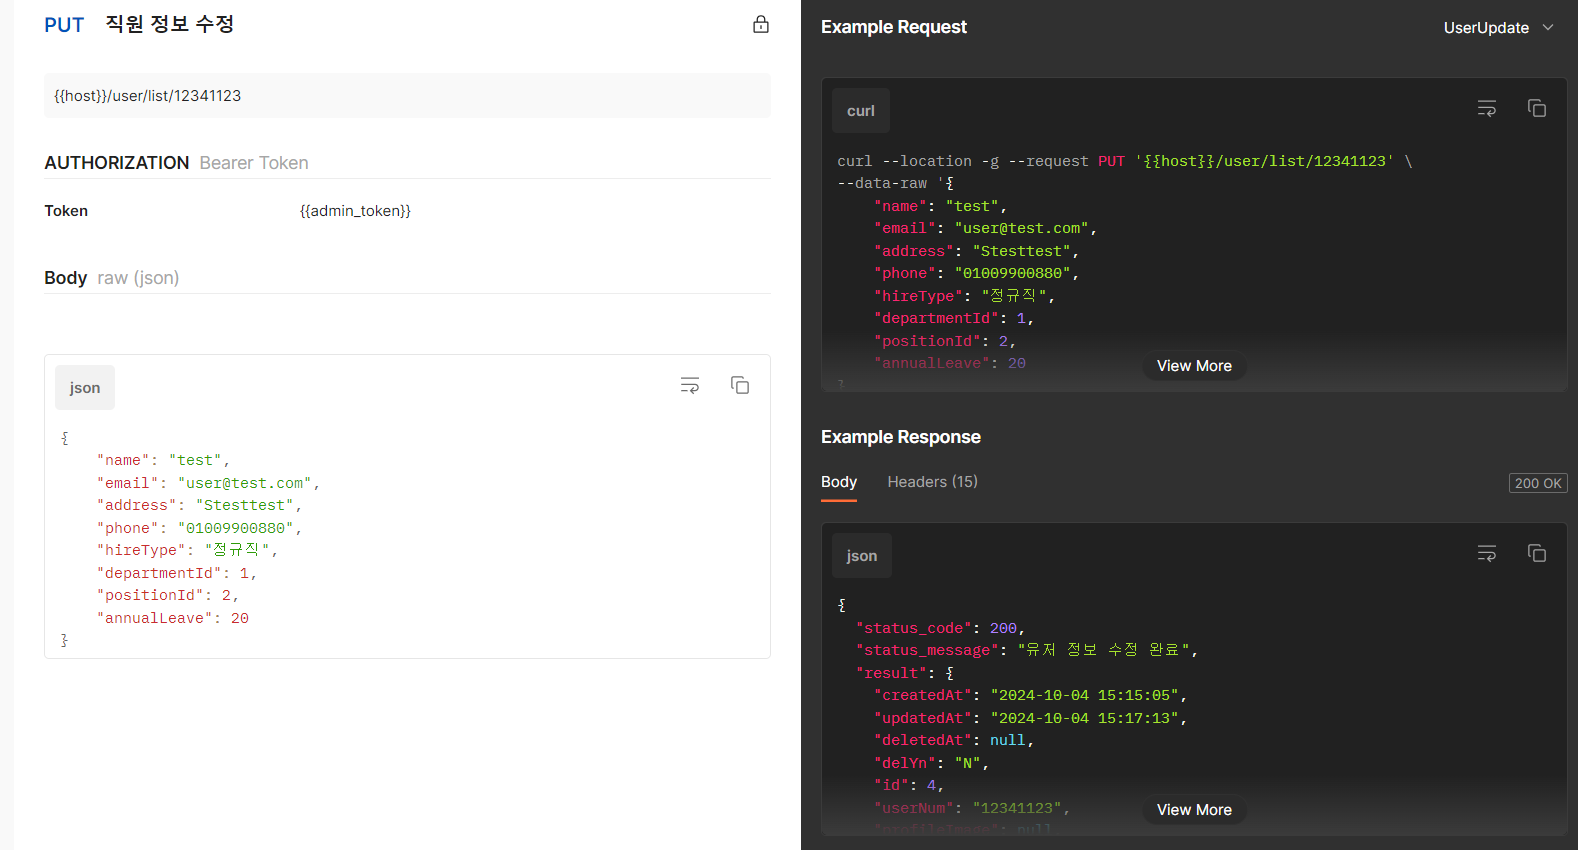 PUT 직원 정보 수정
{{host}}/user/list/12341123
AUTHORIZATION Bearer Token
Token {{admin_token}}
Body raw (json)
json
{
"name": "test",
"email": "user@test.com",
"address": "Stesttest",
"phone": "01009900880",
"hireType": "정규직",
"departmentId": 1,
"positionId": 2,
"annualLeave": 20
}
Example Request UserUpdate
curl
curl --location -g --request PUT '{{host}}/user/list/12341123' \
--data-raw '{
"name": "test",
"email": "user@test.com",
"address": "Stesttest",
"phone": "01009900880",
"hireType": "정규직",
"departmentId": 1,
"positionId": 2,
"annualLeave": 20
View More
}
Example Response
Body Headers (15) 200 OK
json
{
"status_code": 200,
"status_message": "유저 정보 수정 완료",
"result": {
"createdAt": "2024-10-04 15:15:05",
"updatedAt": "2024-10-04 15:17:13",
"deletedAt": null,
"delYn": "N",
"id": 4,
"userNum": "12341123",
View More
"profileImage": null